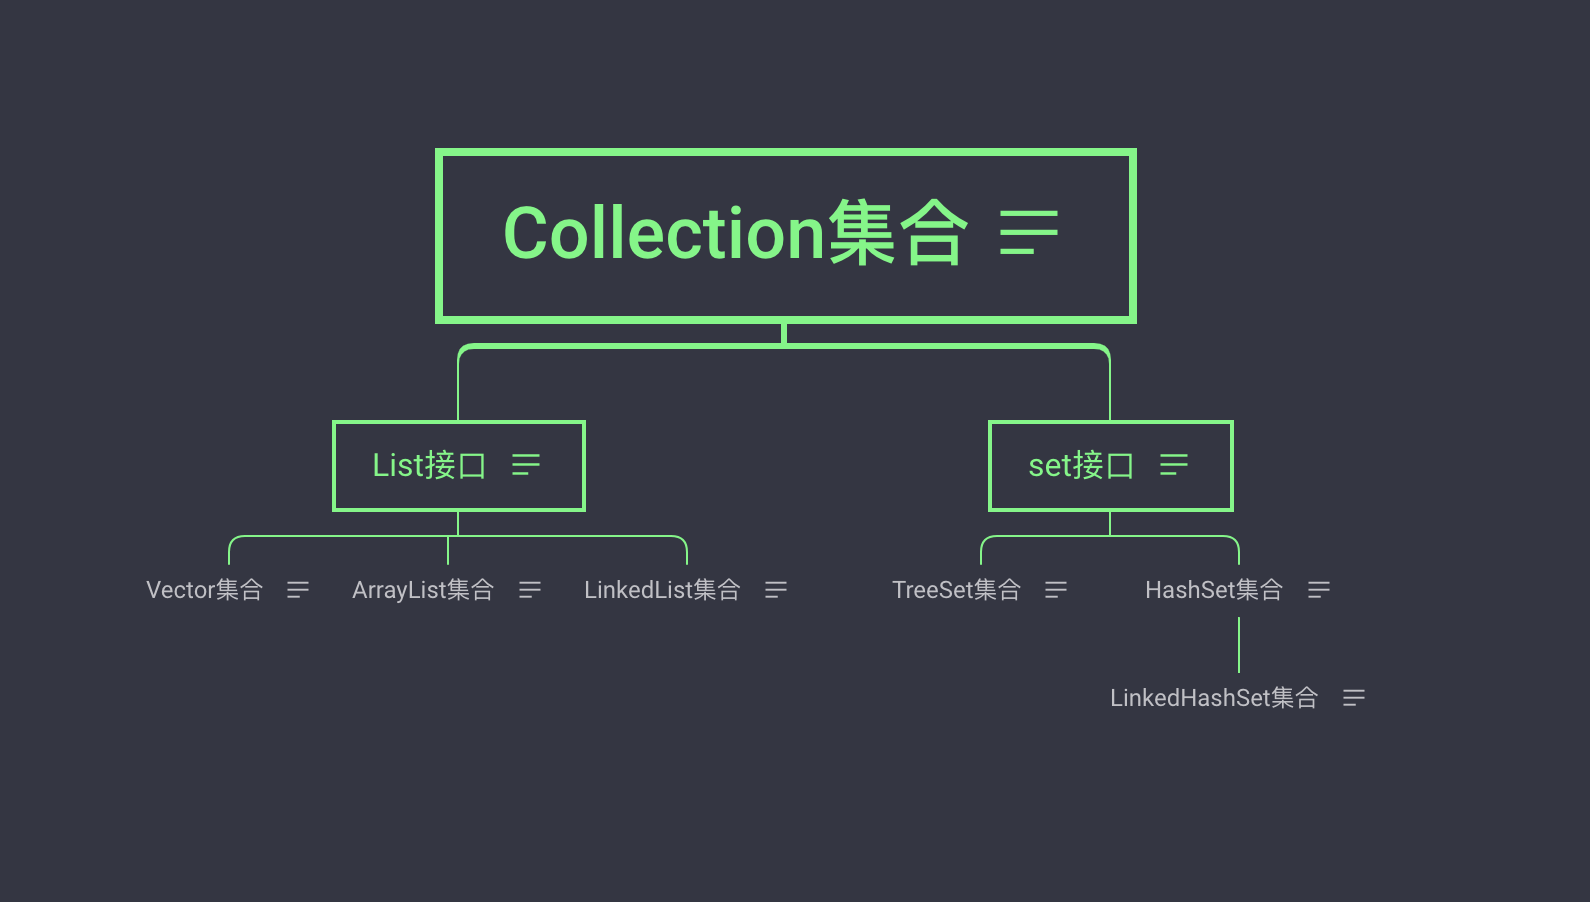 Collection集合
List接口
set接口
Vector集合
ArrayList集合
LinkedList集合
TreeSet集合
HashSet集合
LinkedHashSet集合